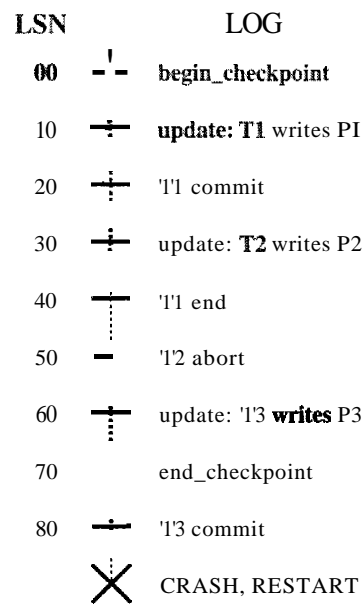 LSN LOG
00 begin_checkpoint
10 update: T1 writes PI
20 '1'1 commit
30 update: T2 writes P2
40 '1'1 end
50 '1'2 abort
60 update: '1'3 writes P3
70 end_checkpoint
80 '1'3 commit
CRASH, RESTART